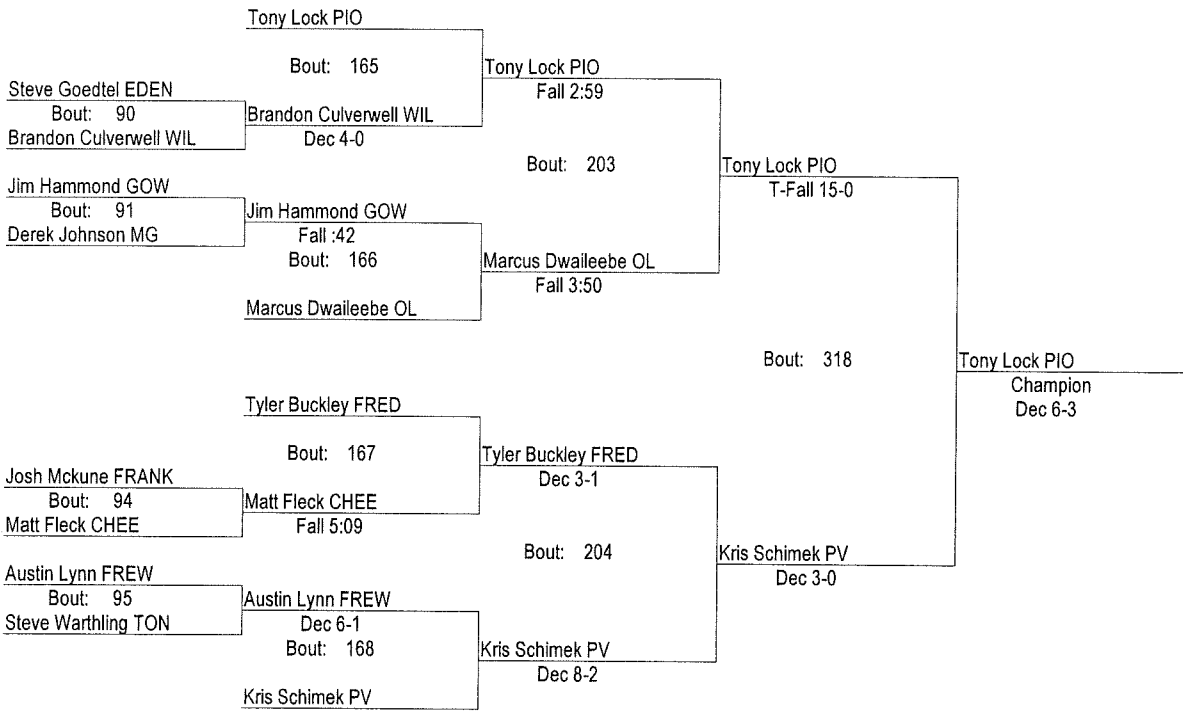 Tony Lock PIO
Bout: 165
Tony Lock PIO
Fall 2:59
Steve Goedtel EDEN
Bout: 90
Brandon Culverwell WIL
Brandon Culverwell WIL
Dec 4-0
Bout: 203
Tony Lock PIO
T-Fall 15-0
Jim Hammond GOW
Bout: 91
Derek Johnson MG
Jim Hammond GOW
Fall :42
Bout: 166
Marcus Dwaileebe OL
Fall 3:50
Marcus Dwaileebe OL
Bout: 318
Tony Lock PIO
Champion
Dec 6-3
Tyler Buckley FRED
Bout: 167
Tyler Buckley FRED
Dec 3-1
Josh Mckune FRANK
Bout: 94
Matt Fleck CHEE
Matt Fleck CHEE
Fall 5:09
Bout: 204
Kris Schimek PV
Dec 3-0
Austin Lynn FREW
Bout: 95
Steve Warthling TON
Austin Lynn FREW
Dec 6-1
Bout: 168
Kris Schimek PV
Dec 8-2
Kris Schimek PV